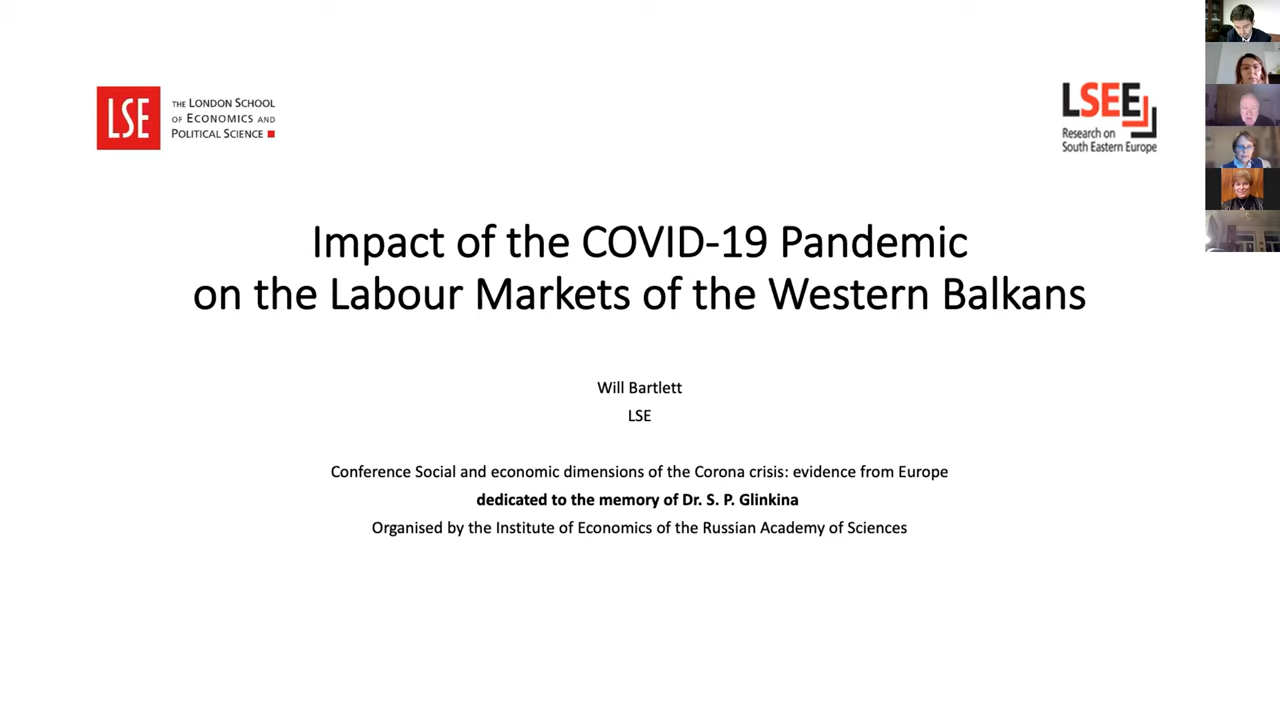 LSE
THE LONDON SCHOOL
OF ECONOMICS AND
POLITICAL SCIENCE
LSEE
Research on
South Eastern Europe
Impact of the COVID-19 Pandemic
on the Labour Markets of the Western Balkans
Will Bartlett
LSE
Conference Social and economic dimensions of the Corona crisis: evidence from Europe
dedicated to the memory of Dr. S. P. Glinkina
Organised by the Institute of Economics of the Russian Academy of Sciences